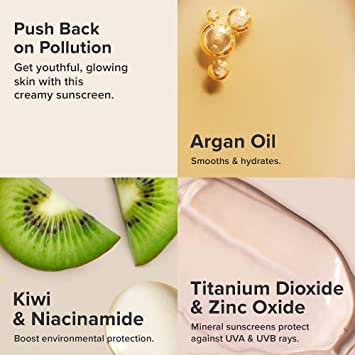 Push Back
on Pollution
Get youthful, glowing
skin with this
creamy sunscreen.
Argan Oil
Smooths & hydrates.
Kiwi
& Niacinamide
Boost environmental protection.
Titanium Dioxide
& Zinc Oxide
Mineral sunscreens protect
against UVA & UVB rays.